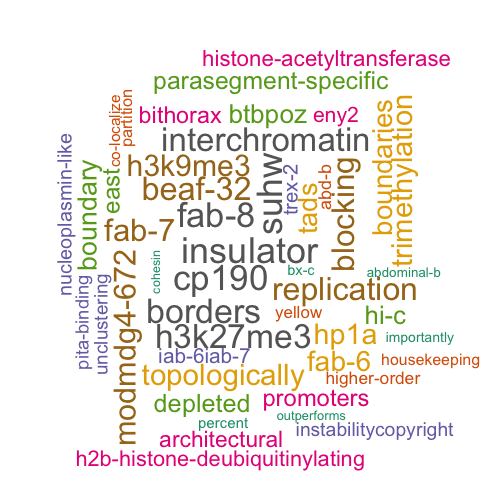 histone-acetyltransferase
parasegment-specific
bithorax
btbpoz
eny2
co-localize
partition
interchromatin
h3k9me3
beaf-32
suhw
trex-2
abd-b
tads
blocking
boundaries
trimethylation
nucleoplasmin-like
boundary
east
fab-7
fab-8
insulator
cohesin
cp190
bx-c
abdominal-b
replication
pita-binding
unclustering
modmdg4-672
borders
yellow
hi-c
h3k27me3
hp1a
importantly
iab-6iab-7
fab-6
housekeeping
topologically
higher-order
depleted
promoters
percent
outperforms
architectural
instabilitycopyright
h2b-histone-deubiquitinylating